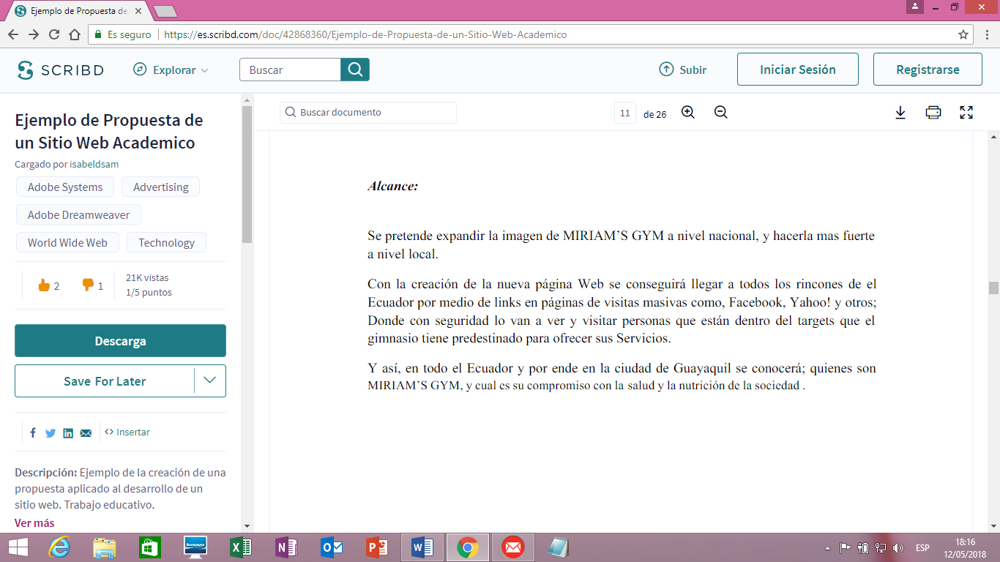 Ejemplo de Propuesta de
Es seguro
https://es.scribd.com/doc/42868360/Ejemplo-de-Propuesta-de-un-Sitio-Web-Academico
SCRIBD
Explorar
Buscar
Subir
Iniciar Sesión
Registrarse
Ejemplo de Propuesta de
un Sitio Web Academico
Cargado por isabeldsam
Adobe Systems
Advertising
Adobe Dreamweaver
World Wide Web
Technology
2
1
21K vistas
1/5 puntos
Descarga
Save For Later
Insertar
Descripción: Ejemplo de la creación de una
propuesta aplicado al desarrollo de un
sitio web. Trabajo educativo.
Ver más
Buscar documento
11
de 26
Alcance:
Se pretende expandir la imagen de MIRIAM’S GYM a nivel nacional, y hacerla mas fuerte
a nivel local.
Con la creación de la nueva página Web se conseguirá llegar a todos los rincones de el
Ecuador por medio de links en páginas de visitas masivas como, Facebook, Yahoo! y otros;
Donde con seguridad lo van a ver y visitar personas que están dentro del targets que el
gimnasio tiene predestinado para ofrecer sus Servicios.
Y así, en todo el Ecuador y por ende en la ciudad de Guayaquil se conocerá; quienes son
MIRIAM’S GYM, y cual es su compromiso con la salud y la nutrición de la sociedad .
lenovo
ESP
18:16
12/05/2018